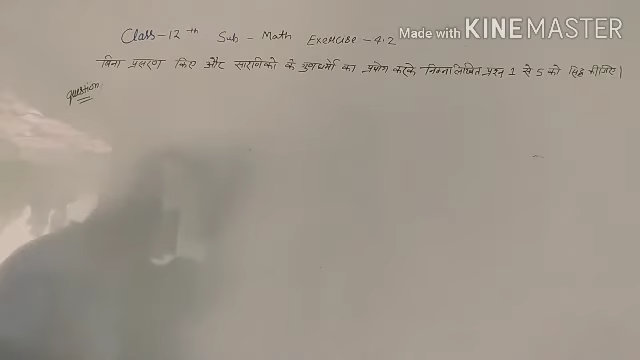 Made with KINEMASTER
Class-12th Sub - Math Exercise - 4.2
बिना प्रसरण किए और सारणिको के गुणधर्मो का प्रयोग करके निम्नलिखित प्रश्न 1 से 5 को सिद्ध कीजिए।
question: